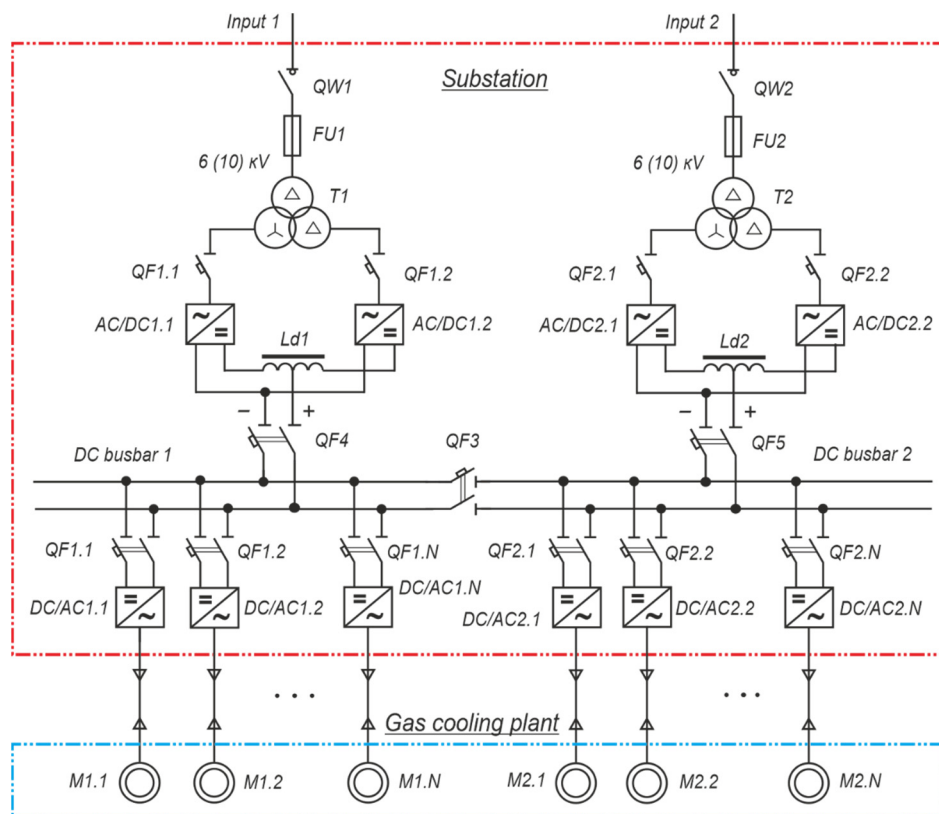 Input 1
Input 2
Substation
QW1
QW2
FU1
FU2
6 (10) кV
6 (10) кV
T1
T2
QF1.1
QF1.2
QF2.1
QF2.2
AC/DC1.1
AC/DC1.2
AC/DC2.1
AC/DC2.2
Ld1
Ld2
− +
− +
QF4
QF3
QF5
DC busbar 1
DC busbar 2
QF1.1
QF1.2
QF1.N
QF2.1
QF2.2
QF2.N
DC/AC1.1
DC/AC1.2
DC/AC1.N
DC/AC2.1
DC/AC2.2
DC/AC2.N
. . .
. . .
Gas cooling plant
M1.1
M1.2
M1.N
M2.1
M2.2
M2.N